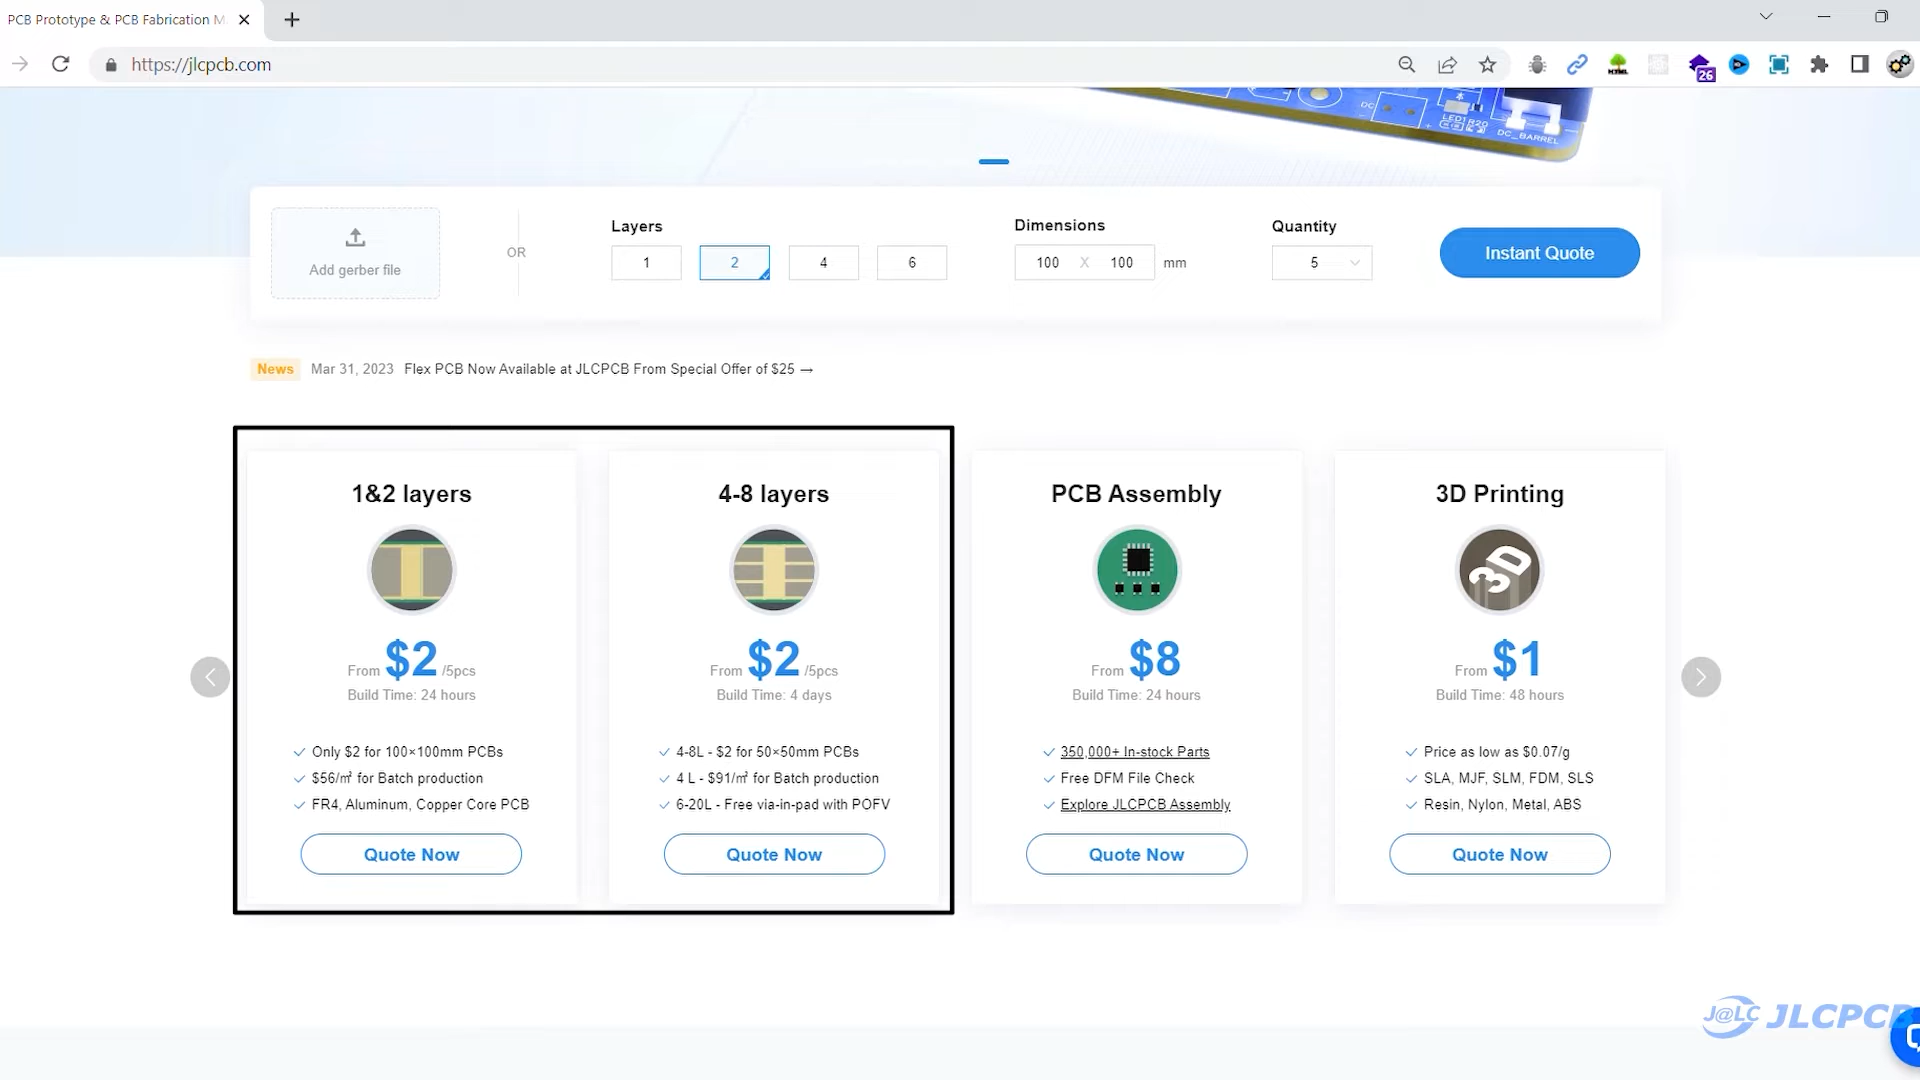 PCB Prototype & PCB Fabrication M
https://jlcpcb.com
26
DC
LED1 R20
DC_BARREL
Add gerber file
OR
Layers
1
2
4
6
Dimensions
100 X 100 mm
Quantity
5
Instant Quote
News Mar 31, 2023 Flex PCB Now Available at JLCPCB From Special Offer of $25 →
1&2 layers
From $2 /5pcs
Build Time: 24 hours
Only $2 for 100×100mm PCBs
$56/㎡ for Batch production
FR4, Aluminum, Copper Core PCB
Quote Now
4-8 layers
From $2 /5pcs
Build Time: 4 days
4-8L - $2 for 50×50mm PCBs
4 L - $91/㎡ for Batch production
6-20L - Free via-in-pad with POFV
Quote Now
PCB Assembly
From $8
Build Time: 24 hours
350,000+ In-stock Parts
Free DFM File Check
Explore JLCPCB Assembly
Quote Now
3D Printing
3D
From $1
Build Time: 48 hours
Price as low as $0.07/g
SLA, MJF, SLM, FDM, SLS
Resin, Nylon, Metal, ABS
Quote Now
J@LC JLCPCB